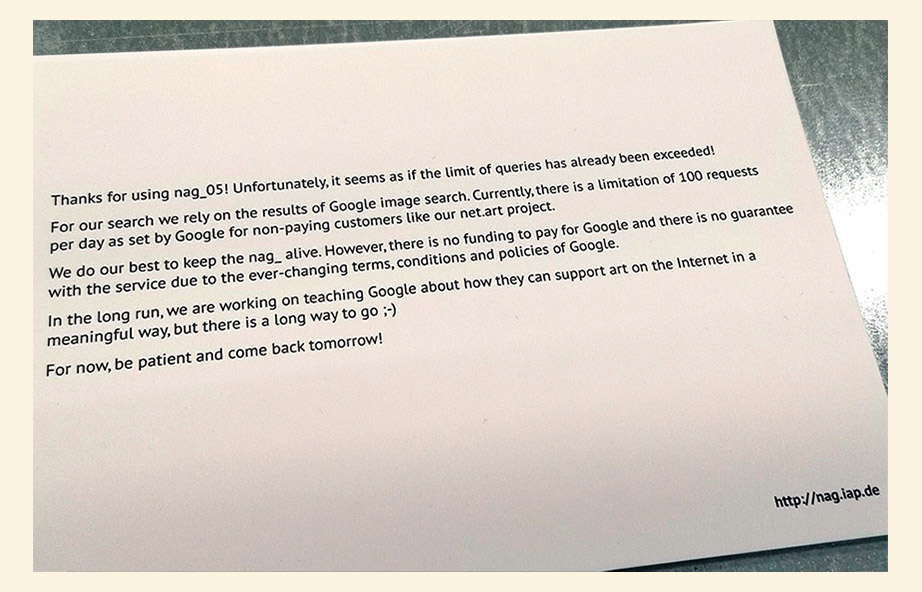 Thanks for using nag_05! Unfortunately, it seems as if the limit of queries has already been exceeded!
For our search we rely on the results of Google image search. Currently, there is a limitation of 100 requests
per day as set by Google for non-paying customers like our net.art project.
We do our best to keep the nag_ alive. However, there is no funding to pay for Google and there is no guarantee
with the service due to the ever-changing terms, conditions and policies of Google.
In the long run, we are working on teaching Google about how they can support art on the Internet in a
meaningful way, but there is a long way to go ;-)
For now, be patient and come back tomorrow!
http://nag.iap.de